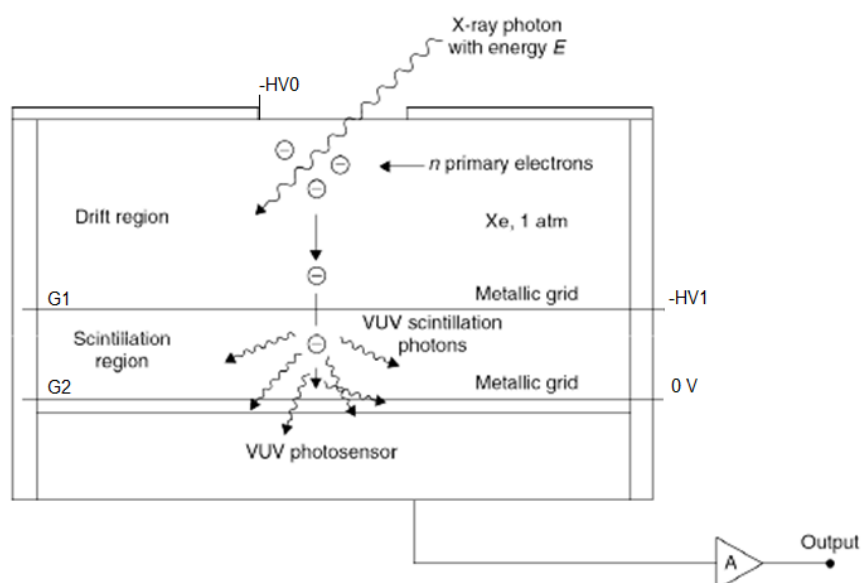 X-ray photon
with energy E
-HV0
n primary electrons
Drift region
Xe, 1 atm
G1
Metallic grid
-HV1
Scintillation
region
VUV scintillation
photons
G2
Metallic grid
0 V
VUV photosensor
A
Output